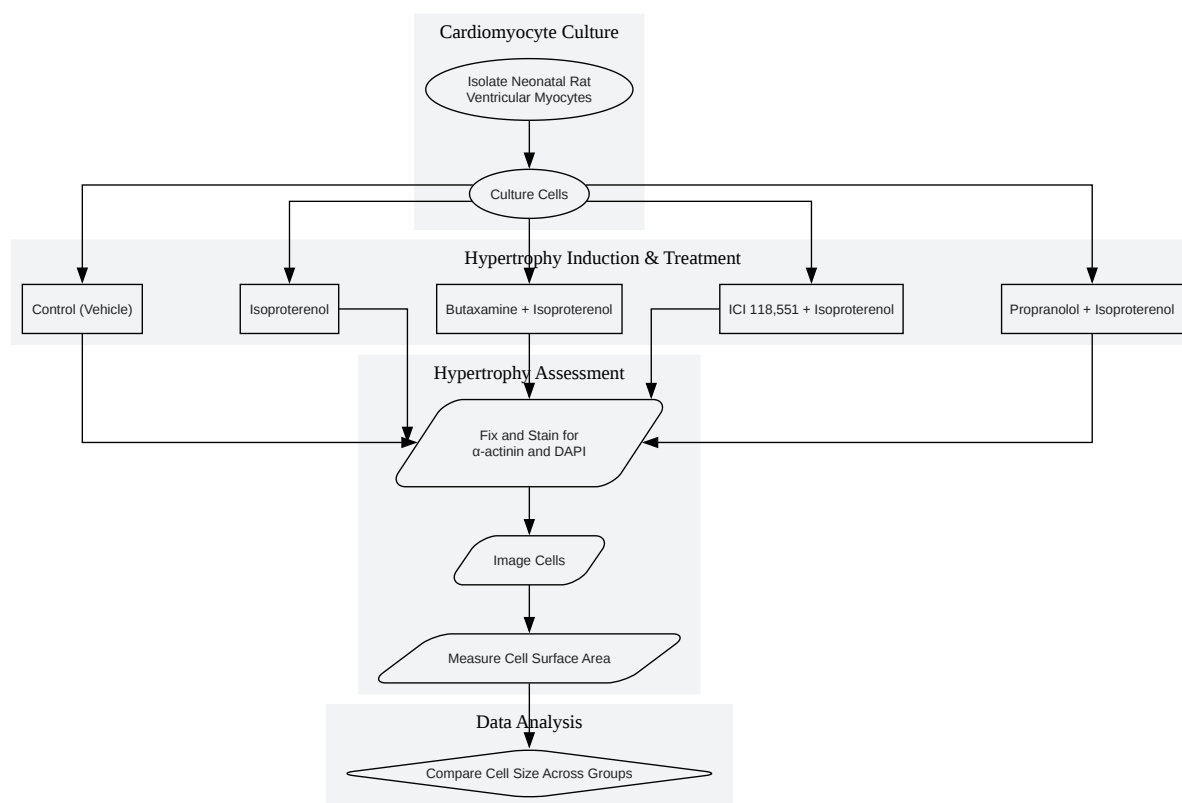 Cardiomyocyte Culture
Isolate Neonatal Rat
Ventricular Myocytes
Culture Cells
Hypertrophy Induction & Treatment
Control (Vehicle)
Isoproterenol
Butaxamine + Isoproterenol
ICI 118,551 + Isoproterenol
Propranolol + Isoproterenol
Hypertrophy Assessment
Fix and Stain for
α-actinin and DAPI
Image Cells
Measure Cell Surface Area
Data Analysis
Compare Cell Size Across Groups